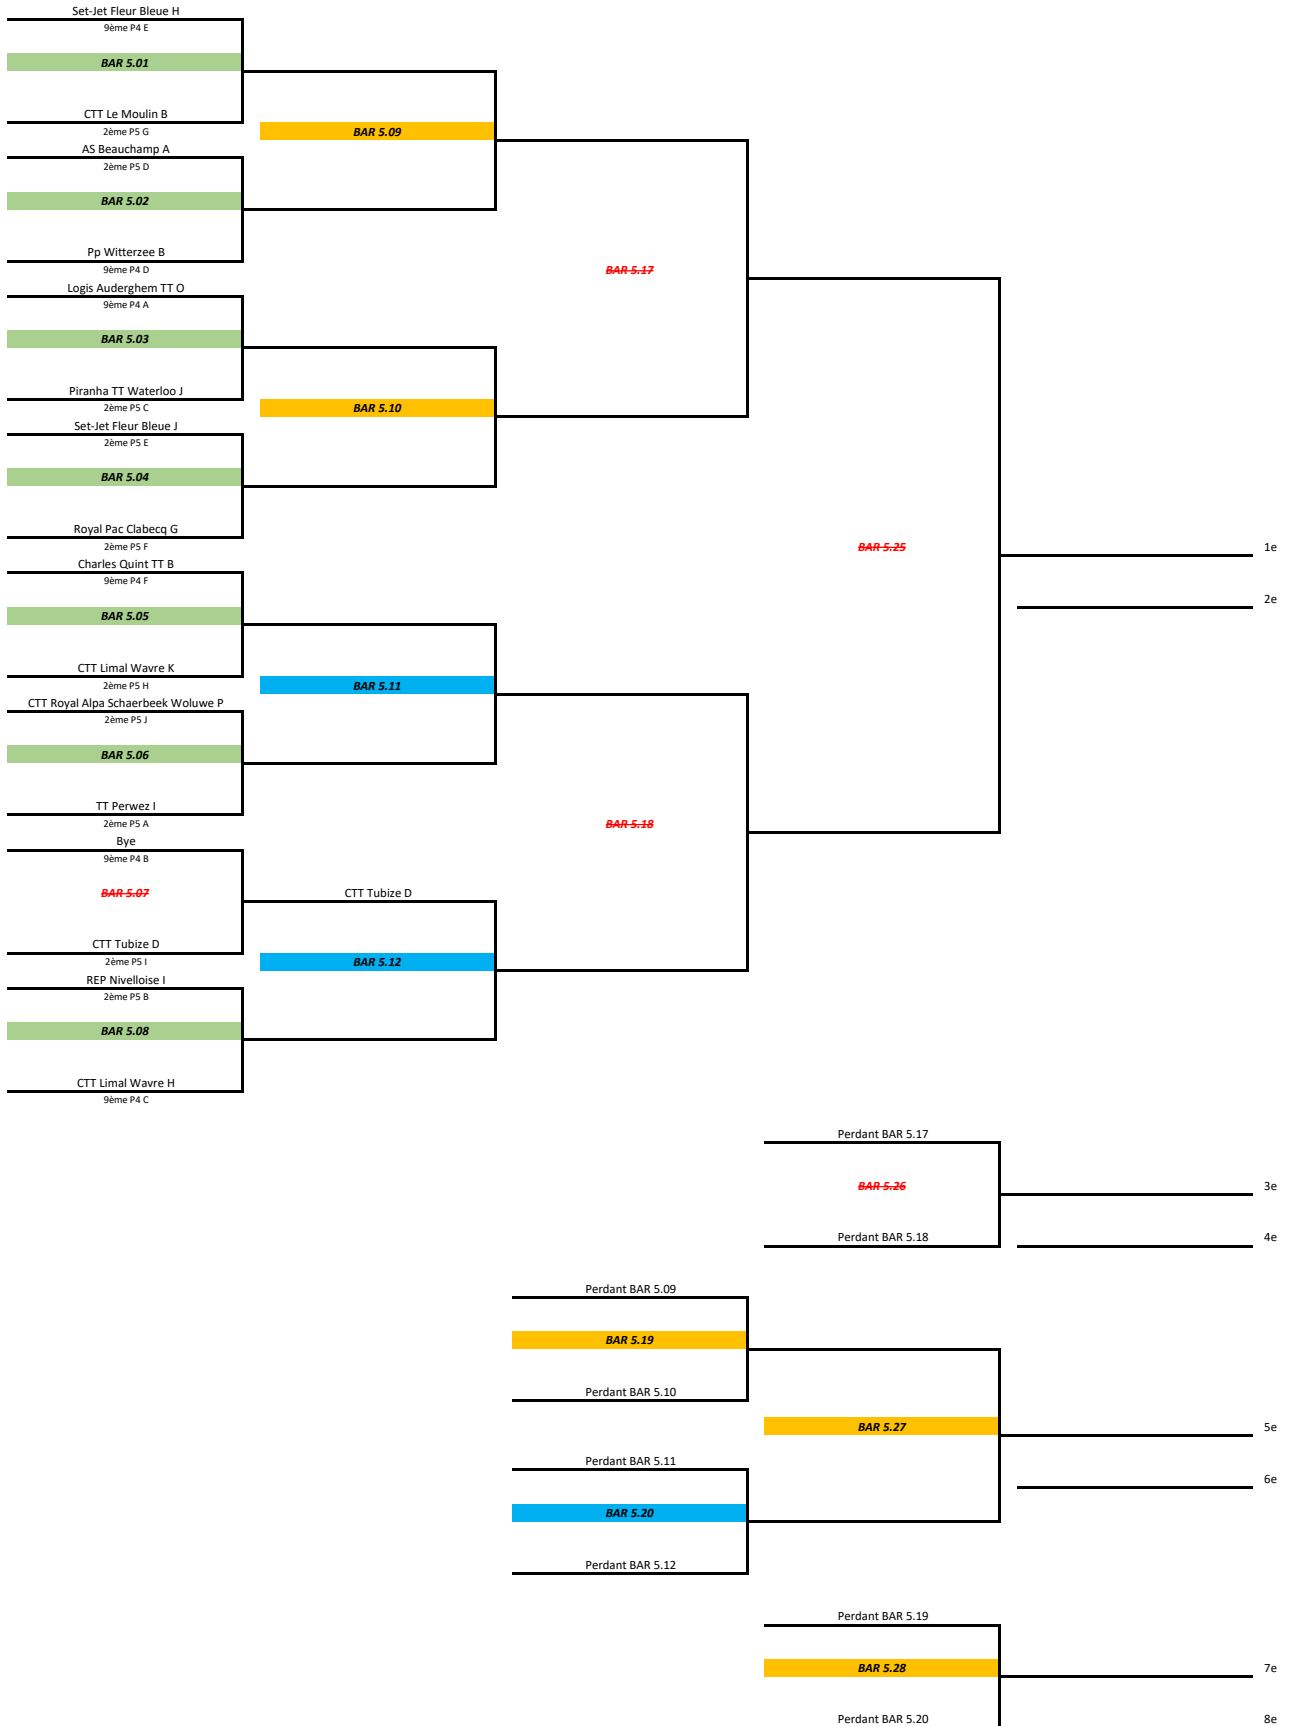 Set-Jet Fleur Bleue H
9ème P4 E
BAR 5.01
CTT Le Moulin B
2ème P5 G
BAR 5.09
AS Beauchamp A
2ème P5 D
BAR 5.02
Pp Witterzee B
9ème P4 D
BAR 5.17
Logis Auderghem TT O
9ème P4 A
BAR 5.03
Piranha TT Waterloo J
2ème P5 C
BAR 5.10
Set-Jet Fleur Bleue J
2ème P5 E
BAR 5.04
Royal Pac Clabecq G
2ème P5 F
BAR 5.25
1e
Charles Quint TT B
9ème P4 F
2e
BAR 5.05
CTT Limal Wavre K
2ème P5 H
BAR 5.11
CTT Royal Alpa Schaerbeek Woluwe P
2ème P5 J
BAR 5.06
TT Perwez I
2ème P5 A
BAR 5.18
Bye
9ème P4 B
BAR 5.07
CTT Tubize D
CTT Tubize D
2ème P5 I
BAR 5.12
REP Nivelloise I
2ème P5 B
BAR 5.08
CTT Limal Wavre H
9ème P4 C
Perdant BAR 5.17
BAR 5.26
3e
Perdant BAR 5.18
4e
Perdant BAR 5.09
BAR 5.19
Perdant BAR 5.10
BAR 5.27
5e
Perdant BAR 5.11
6e
BAR 5.20
Perdant BAR 5.12
Perdant BAR 5.19
BAR 5.28
7e
Perdant BAR 5.20
8e